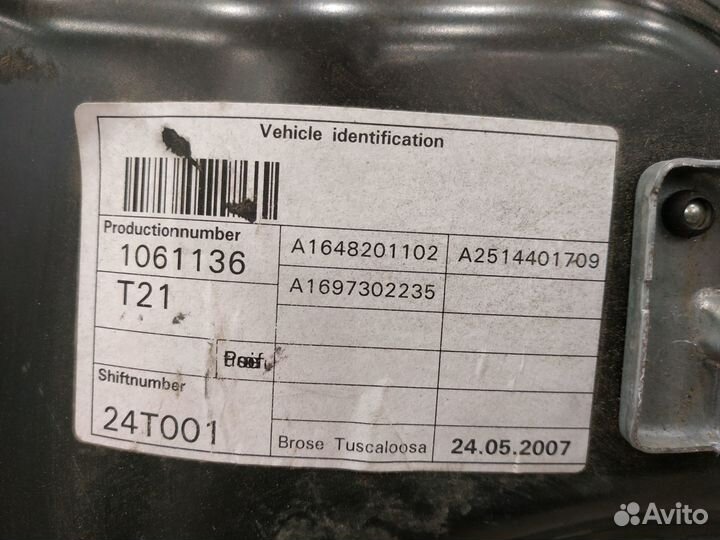 Vehicle identification
Productionnumber
1061136
A1648201102
A2514401709
T21
A1697302235
Shiftnumber
24T001
Brose Tuscaloosa
24.05.2007
Avito